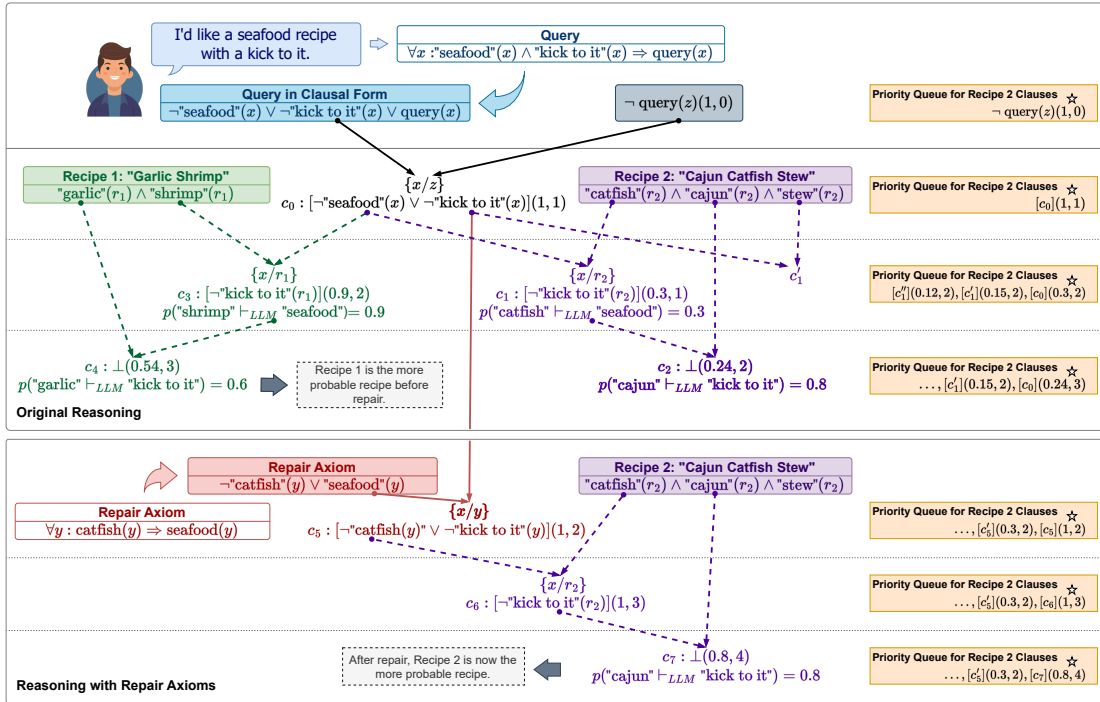 I'd like a seafood recipe
with a kick to it.
Query
∀x :"seafood"(x) ∧ "kick to it"(x) ⇒ query(x)
Query in Clausal Form
¬"seafood"(x) ∨ ¬"kick to it"(x) ∨ query(x)
¬ query(z)(1, 0)
Priority Queue for Recipe 2 Clauses ☆
¬ query(z)(1, 0)
Recipe 1: "Garlic Shrimp"
"garlic"(r₁) ∧ "shrimp"(r₁)
{x/z}
c₀ : [¬"seafood"(x) ∨ ¬"kick to it"(x)](1, 1)
Recipe 2: "Cajun Catfish Stew"
"catfish"(r₂) ∧ "cajun"(r₂) ∧ "stew"(r₂)
Priority Queue for Recipe 2 Clauses ☆
[c₀](1, 1)
{x/r₁}
c₃ : [¬"kick to it"(r₁)](0.9, 2)
p("shrimp" ⊢LLM "seafood")= 0.9
{x/r₂}
c₁ : [¬"kick to it"(r₂)](0.3, 1)
p("catfish" ⊢LLM "seafood") = 0.3
c₁′
Priority Queue for Recipe 2 Clauses ☆
[c₁″](0.12, 2), [c₁′](0.15, 2), [c₀](0.3, 2)
c₄ : ⊥(0.54, 3)
p("garlic" ⊢LLM "kick to it") = 0.6
Recipe 1 is the more
probable recipe before
repair.
c₂ : ⊥(0.24, 2)
p("cajun" ⊢LLM "kick to it") = 0.8
Priority Queue for Recipe 2 Clauses ☆
..., [c₁′](0.15, 2), [c₀](0.24, 3)
Original Reasoning
Repair Axiom
¬"catfish"(y) ∨ "seafood"(y)
Recipe 2: "Cajun Catfish Stew"
"catfish"(r₂) ∧ "cajun"(r₂) ∧ "stew"(r₂)
Repair Axiom
∀y : catfish(y) ⇒ seafood(y)
{x/y}
c₅ : [¬"catfish(y)" ∨ ¬"kick to it"(y)](1, 2)
Priority Queue for Recipe 2 Clauses ☆
..., [c₅′](0.3, 2), [c₅](1, 2)
{x/r₂}
c₆ : [¬"kick to it"(r₂)](1, 3)
Priority Queue for Recipe 2 Clauses ☆
..., [c₅′](0.3, 2), [c₆](1, 3)
After repair, Recipe 2 is now the
more probable recipe.
c₇ : ⊥(0.8, 4)
p("cajun" ⊢LLM "kick to it") = 0.8
Priority Queue for Recipe 2 Clauses ☆
..., [c₅′](0.3, 2), [c₇](0.8, 4)
Reasoning with Repair Axioms